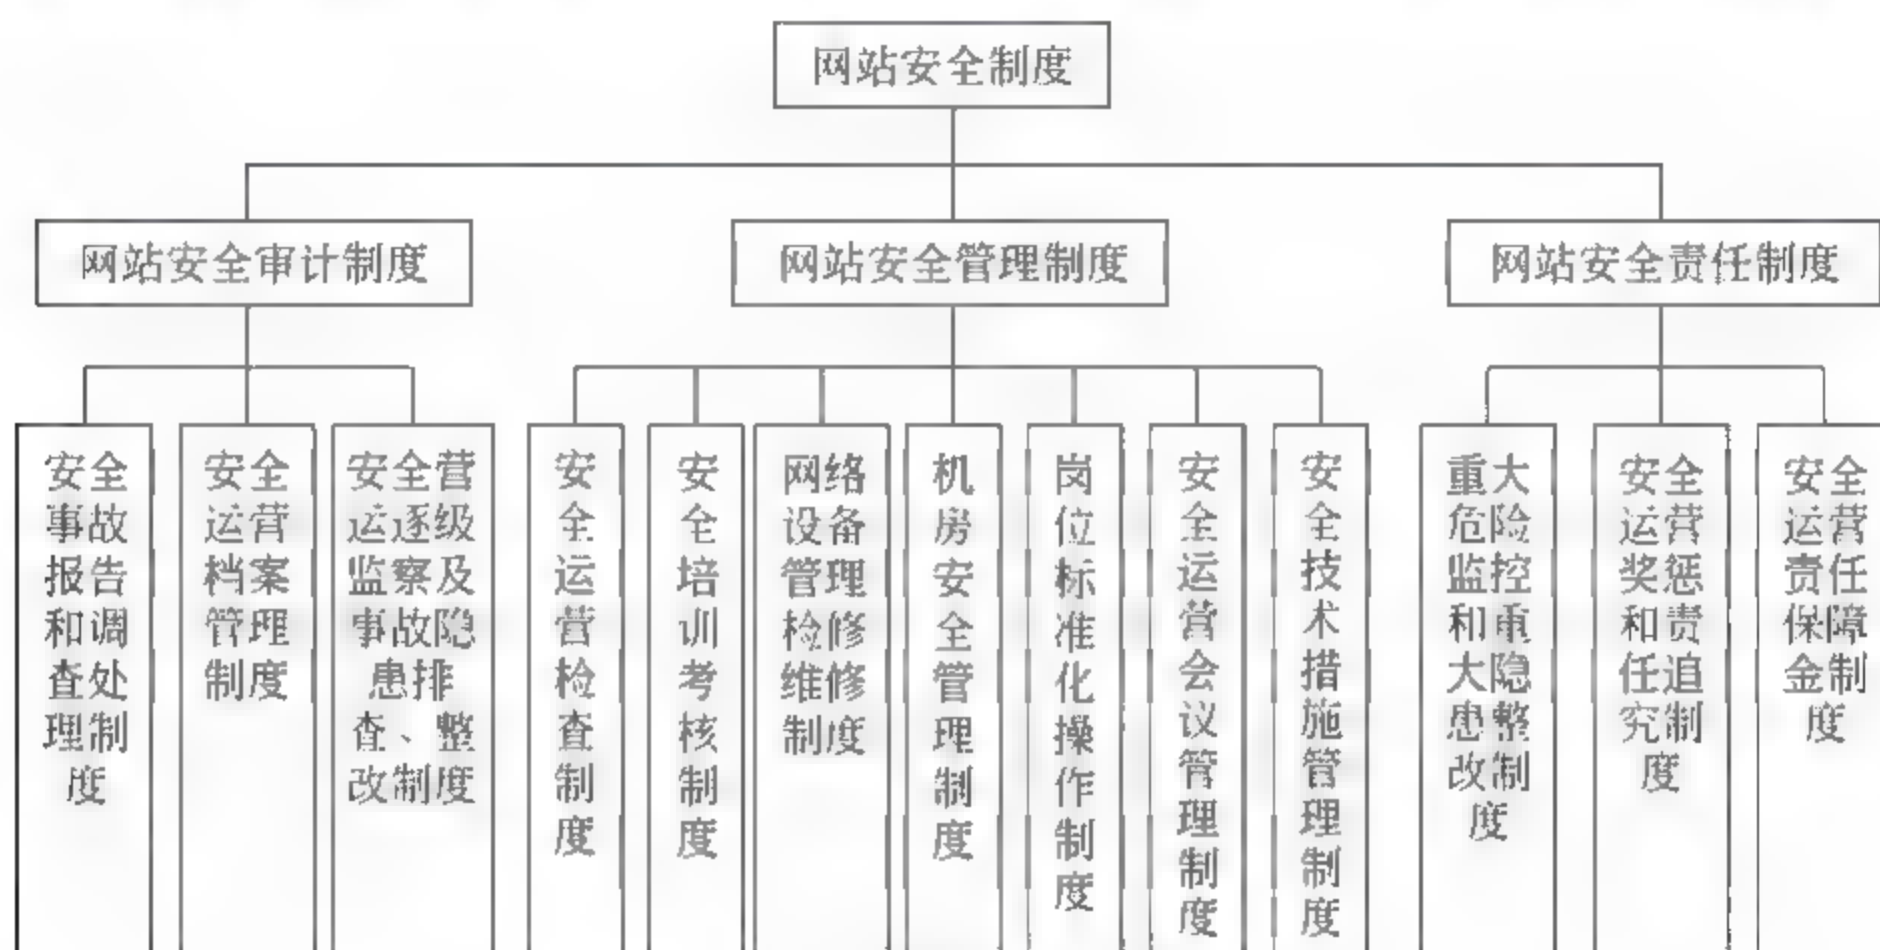 网站安全制度
网站安全审计制度
网站安全管理制度
网站安全责任制度
安全
事故
报告
和调
查处
理制
度
安全
运营
档案
管理
制度
安全营
运逐级
监察及
事故隐
患排
查、整
改制度
安全运营检查制度
安全培训考核制度
网络
设备
管理
检修
维修
制度
机房安全管理制度
岗位标准化操作制度
安全运营会议管理制度
安全技术措施管理制度
重大
危险
监控
和重
大隐
患整
改制
度
安全
运营
奖惩
和责
任追
究制
度
安全
运营
责任
保障
金制
度